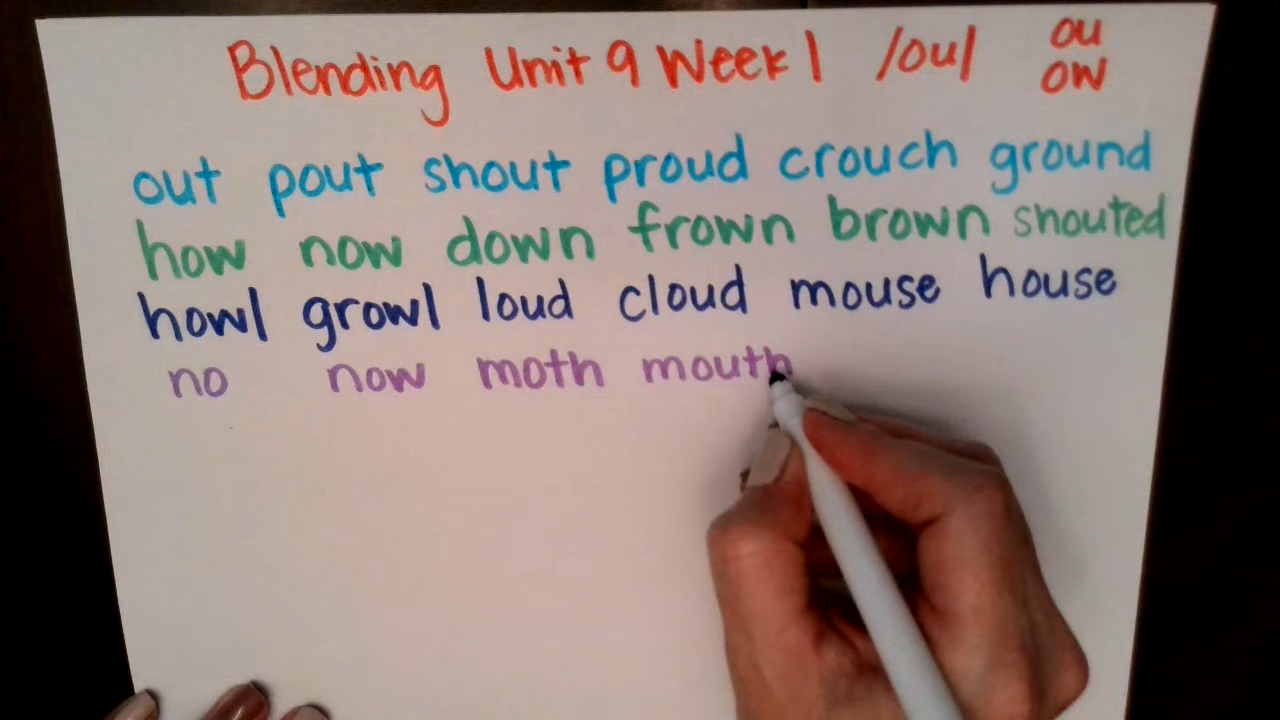 Blending Unit 9 Week 1 /ou/ ou
ow
out pout shout proud crouch ground
how now down frown brown shouted
howl growl loud cloud mouse house
no now moth mouth